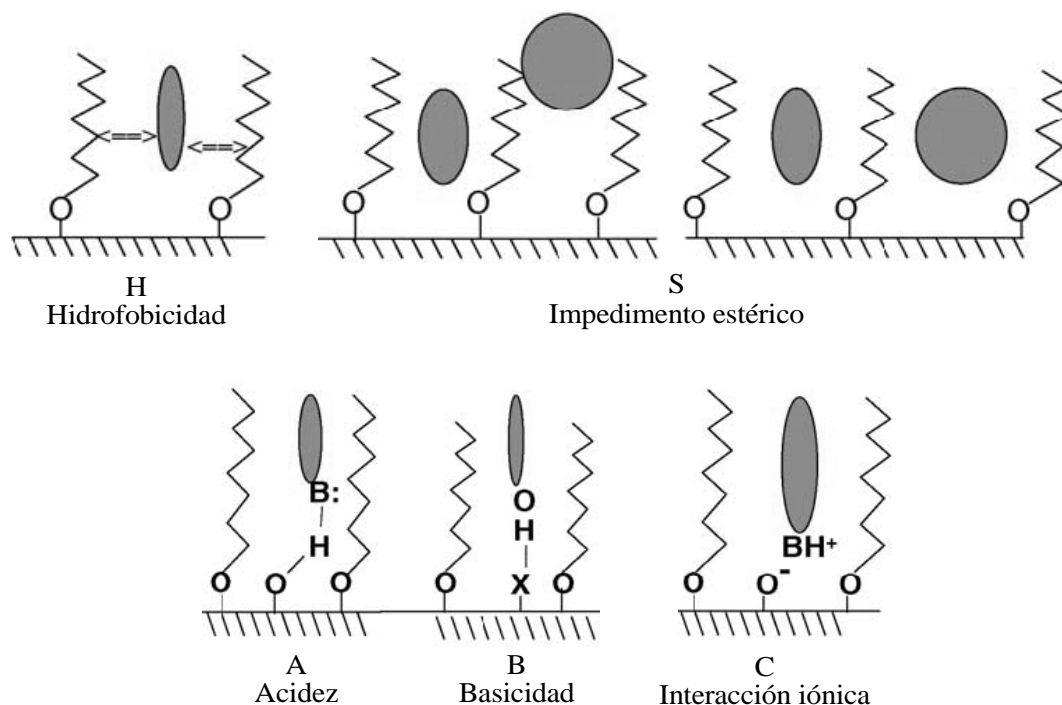 O O
O O O
O O O
H
Hidrofobicidad
S
Impedimento estérico
B:
H
O O O
O
H
O X O
BH⁺
O O⁻ O
A
Acidez
B
Basicidad
C
Interacción iónica